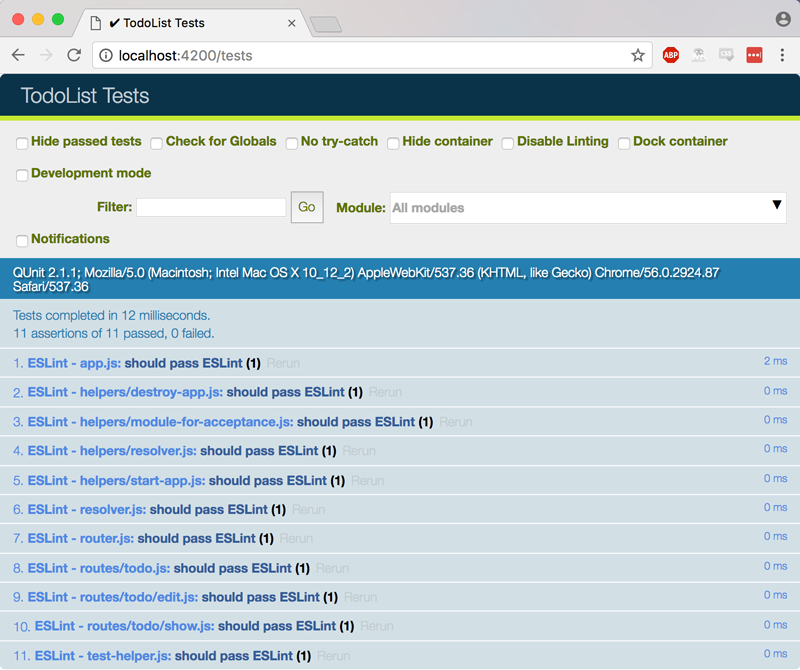 ✔ TodoList Tests
localhost:4200/tests
ABP
TodoList Tests
Hide passed tests Check for Globals No try-catch Hide container Disable Linting Dock container
Development mode
Filter: Go Module: All modules
Notifications
QUnit 2.1.1; Mozilla/5.0 (Macintosh; Intel Mac OS X 10_12_2) AppleWebKit/537.36 (KHTML, like Gecko) Chrome/56.0.2924.87
Safari/537.36
Tests completed in 12 milliseconds.
11 assertions of 11 passed, 0 failed.
1. ESLint - app.js: should pass ESLint (1) Rerun 2 ms
2. ESLint - helpers/destroy-app.js: should pass ESLint (1) Rerun 0 ms
3. ESLint - helpers/module-for-acceptance.js: should pass ESLint (1) Rerun 0 ms
4. ESLint - helpers/resolver.js: should pass ESLint (1) Rerun 0 ms
5. ESLint - helpers/start-app.js: should pass ESLint (1) Rerun 0 ms
6. ESLint - resolver.js: should pass ESLint (1) Rerun 0 ms
7. ESLint - router.js: should pass ESLint (1) Rerun 0 ms
8. ESLint - routes/todo.js: should pass ESLint (1) Rerun 0 ms
9. ESLint - routes/todo/edit.js: should pass ESLint (1) Rerun 0 ms
10. ESLint - routes/todo/show.js: should pass ESLint (1) Rerun 0 ms
11. ESLint - test-helper.js: should pass ESLint (1) Rerun 0 ms